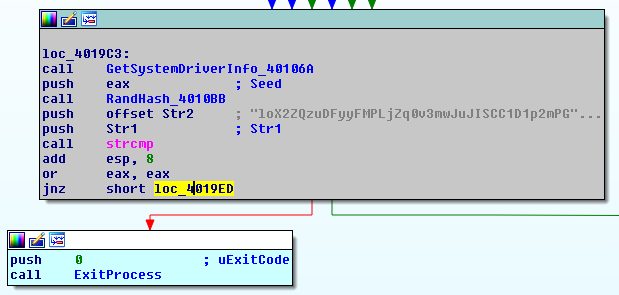 loc_4019C3:
call GetSystemDriverInfo_40106A
push eax ; Seed
call RandHash_4010BB
push offset Str2 ; "loX2ZQzuDFyyFMPLjZq0v3mwJuJISCC1D1p2mPG"...
push Str1 ; Str1
call strcmp
add esp, 8
or eax, eax
jnz short loc_4019ED
push 0 ; uExitCode
call ExitProcess